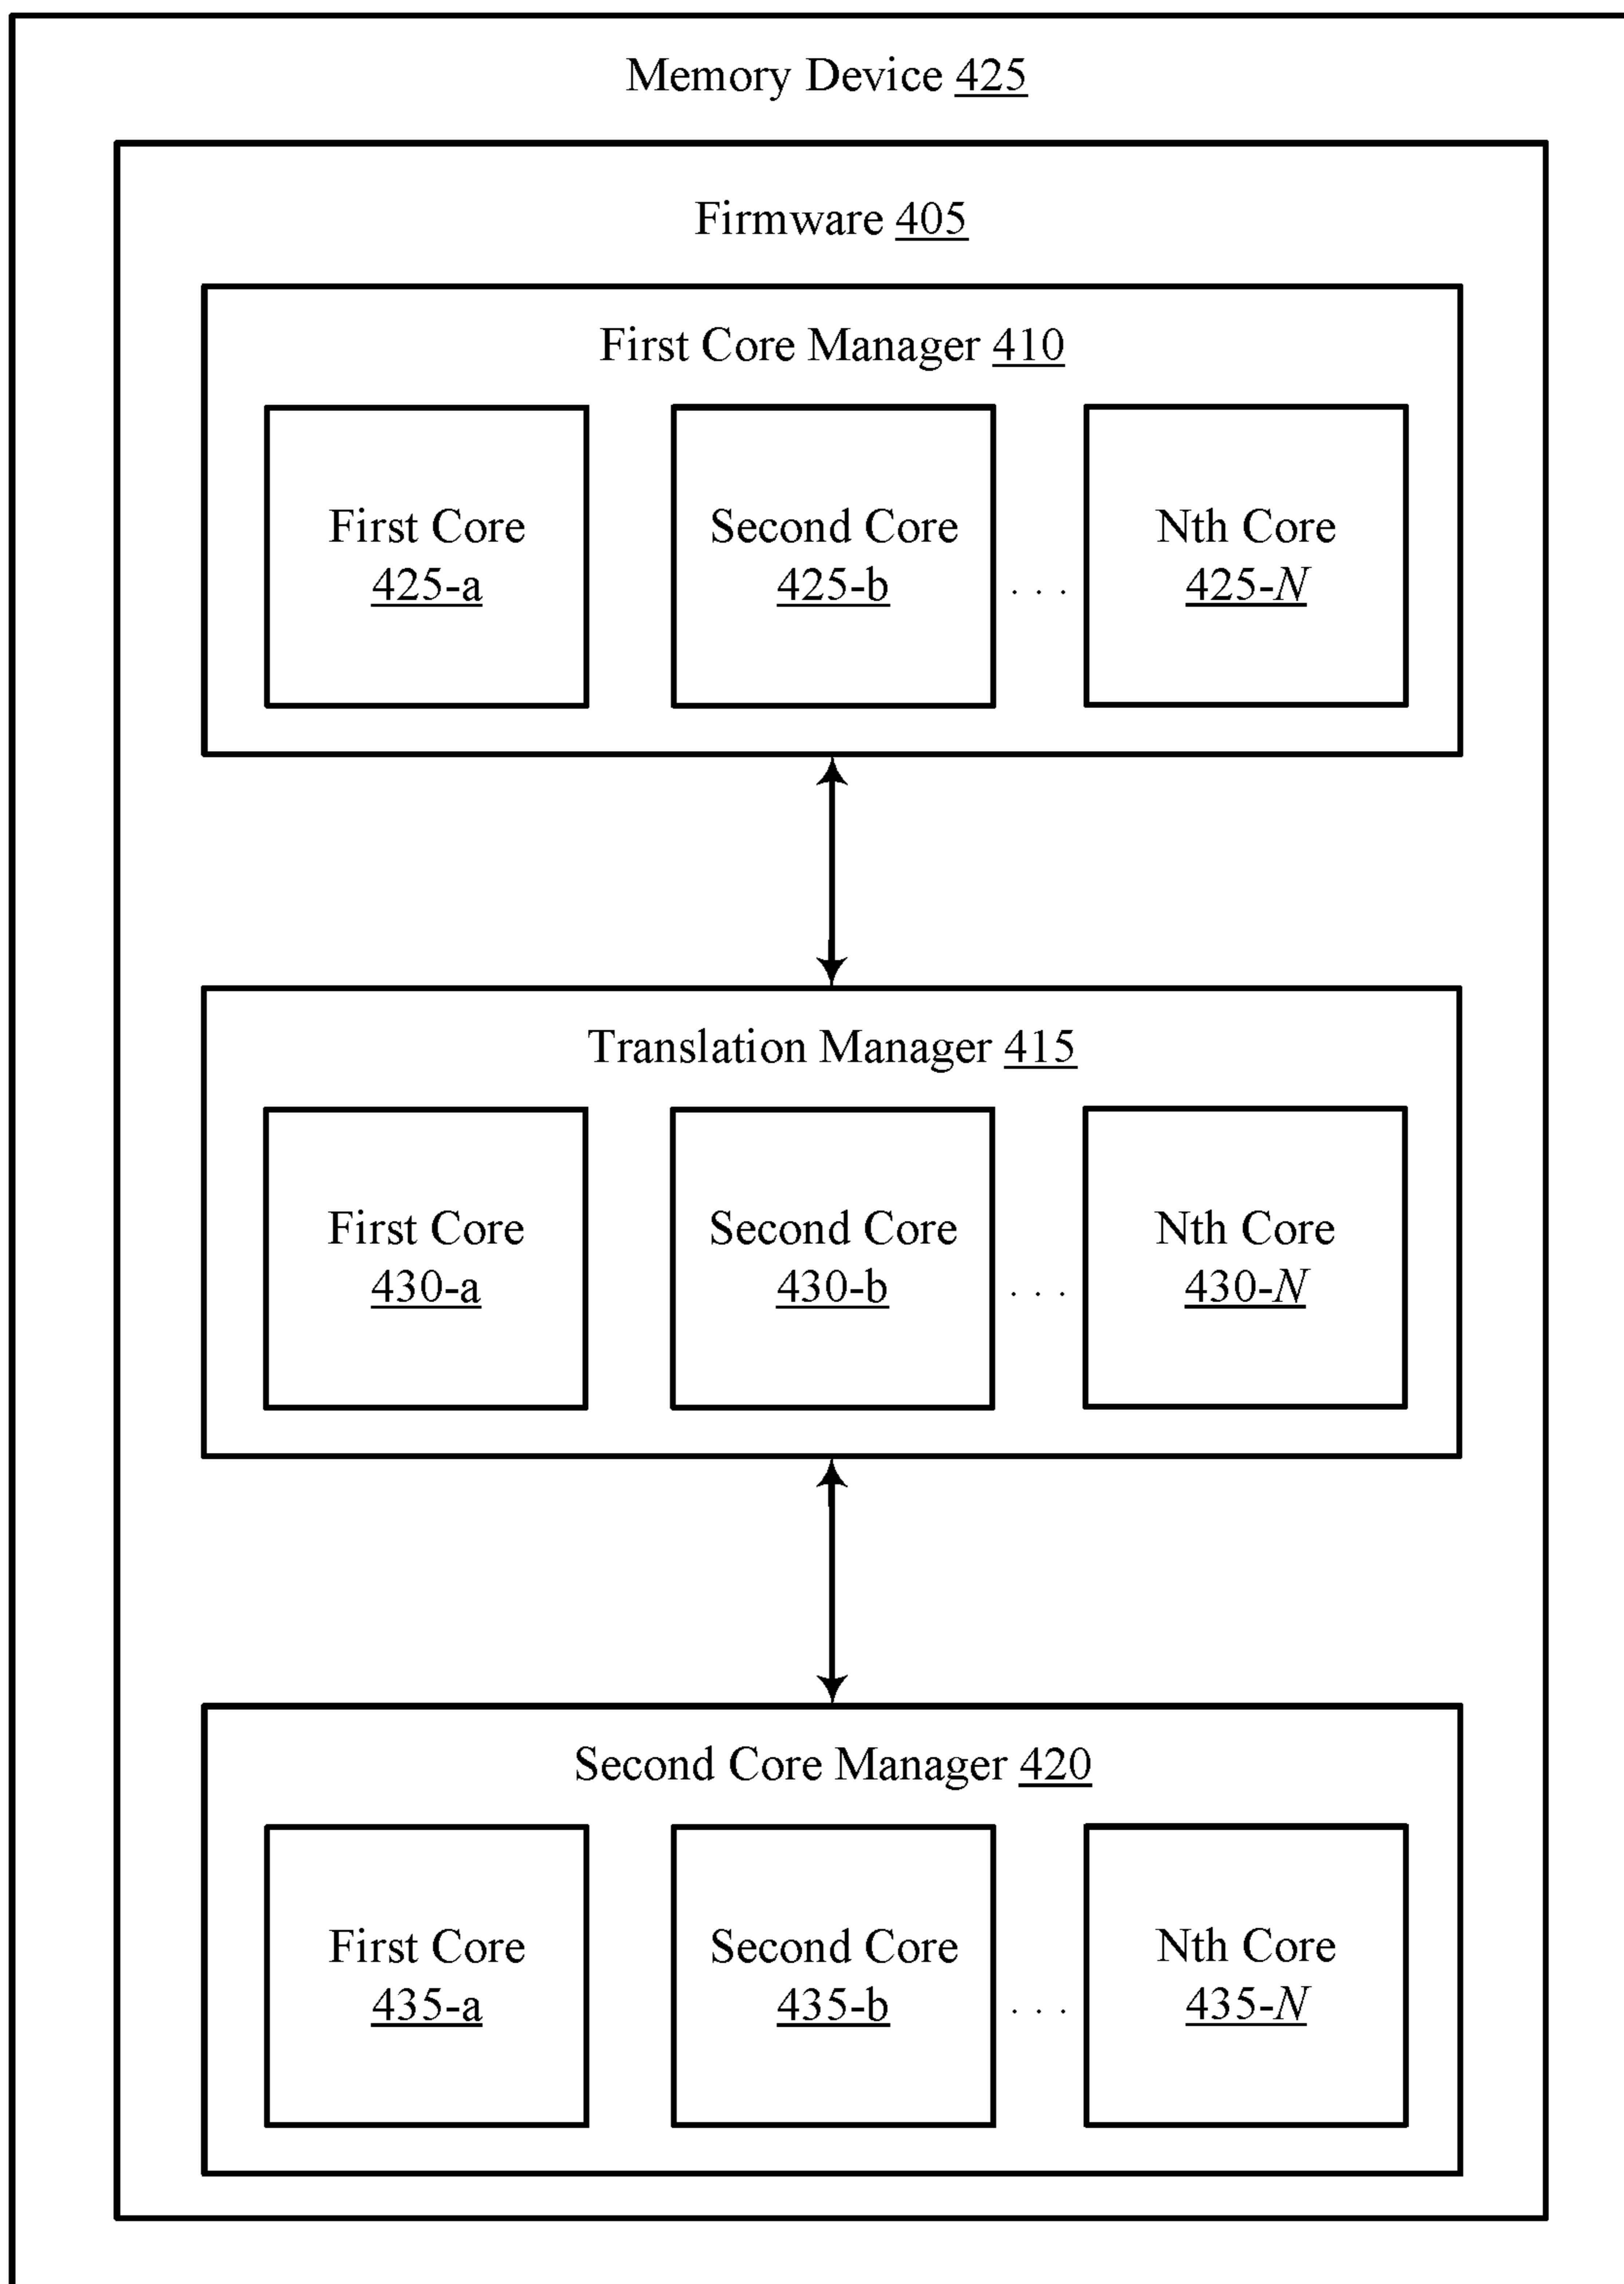 Memory Device 425
Firmware 405
First Core Manager 410
First Core
425-a
Second Core
425-b
. . .
Nth Core
425-N
Translation Manager 415
First Core
430-a
Second Core
430-b
. . .
Nth Core
430-N
Second Core Manager 420
First Core
435-a
Second Core
435-b
. . .
Nth Core
435-N